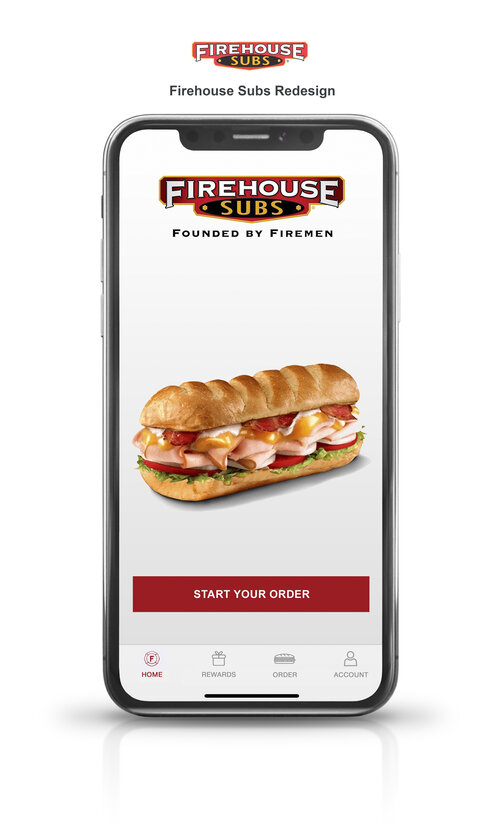 FIREHOUSE
SUBS
Firehouse Subs Redesign
FIREHOUSE
SUBS
FOUNDED BY FIREMEN
START YOUR ORDER
F
HOME
REWARDS
ORDER
ACCOUNT